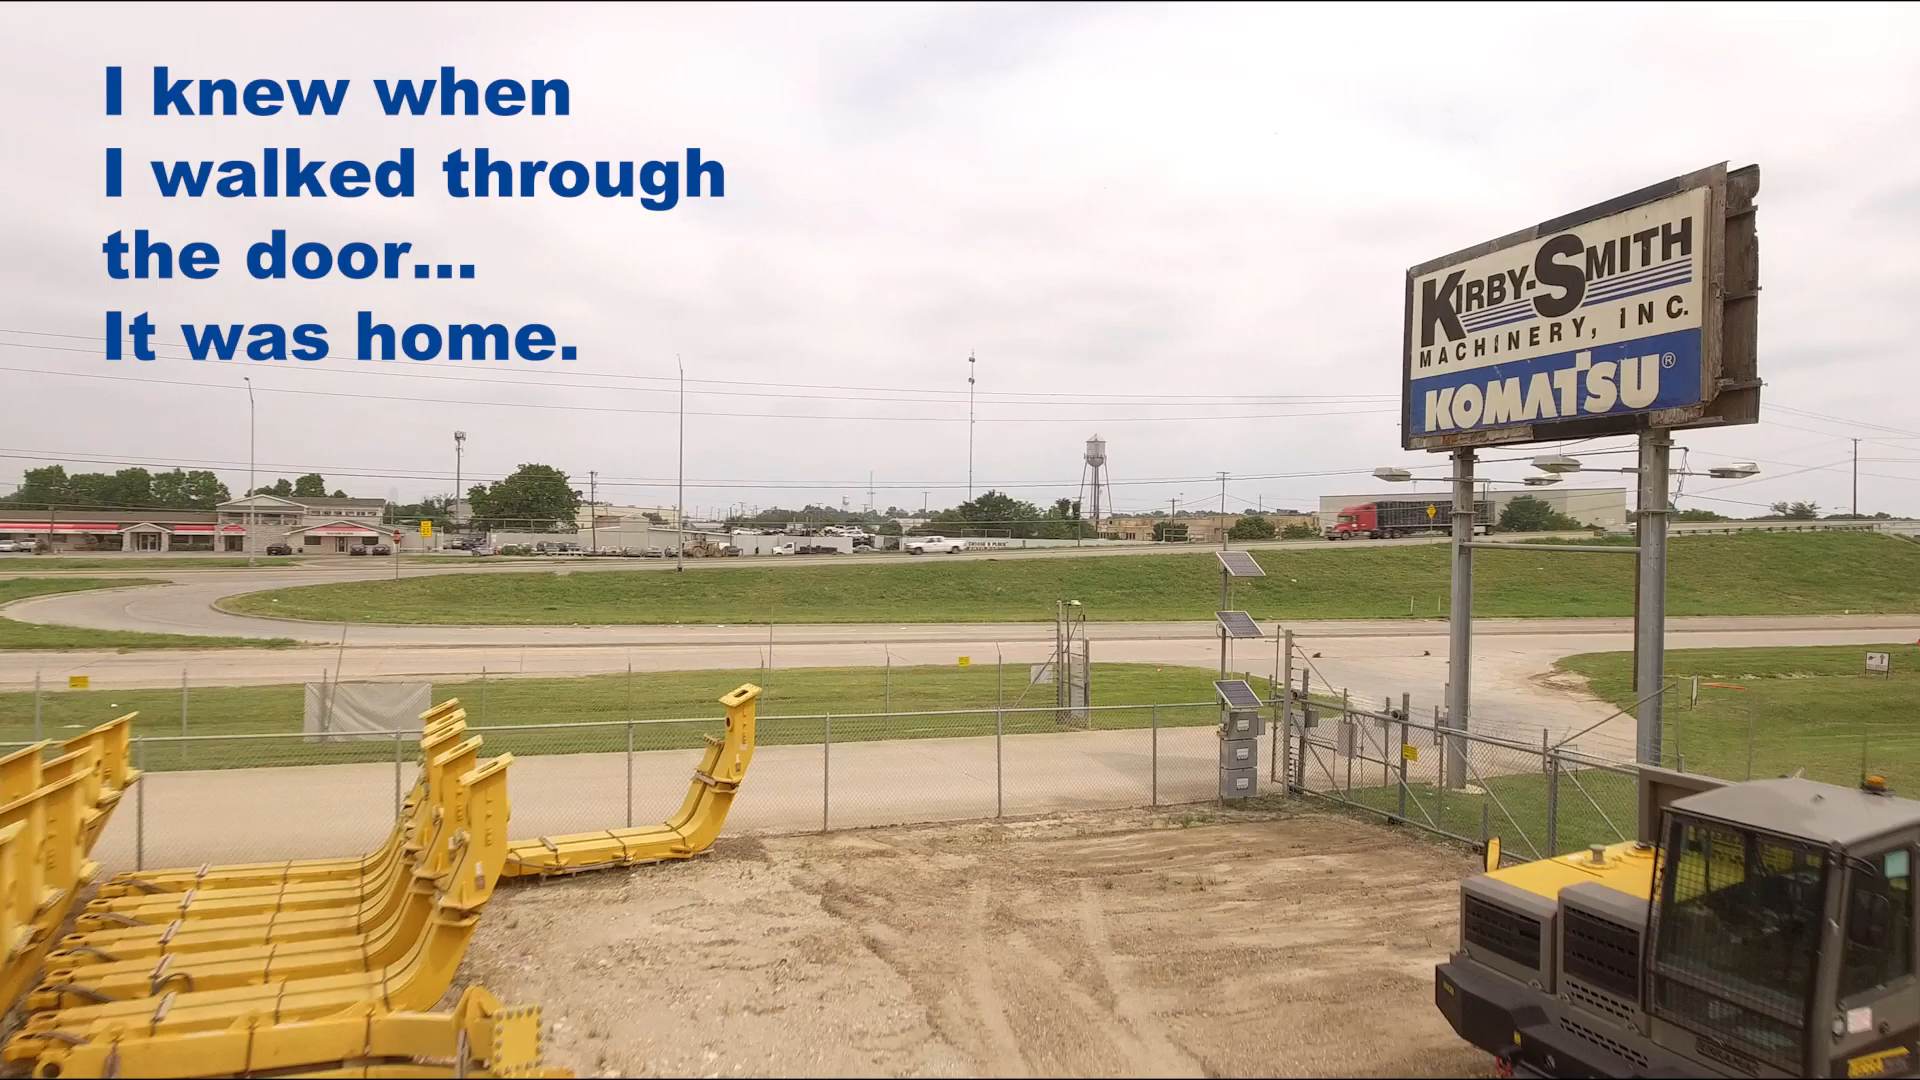 I knew when
I walked through
the door...
It was home.
KIRBY-SMITH
MACHINERY, INC.
KOMATSU®